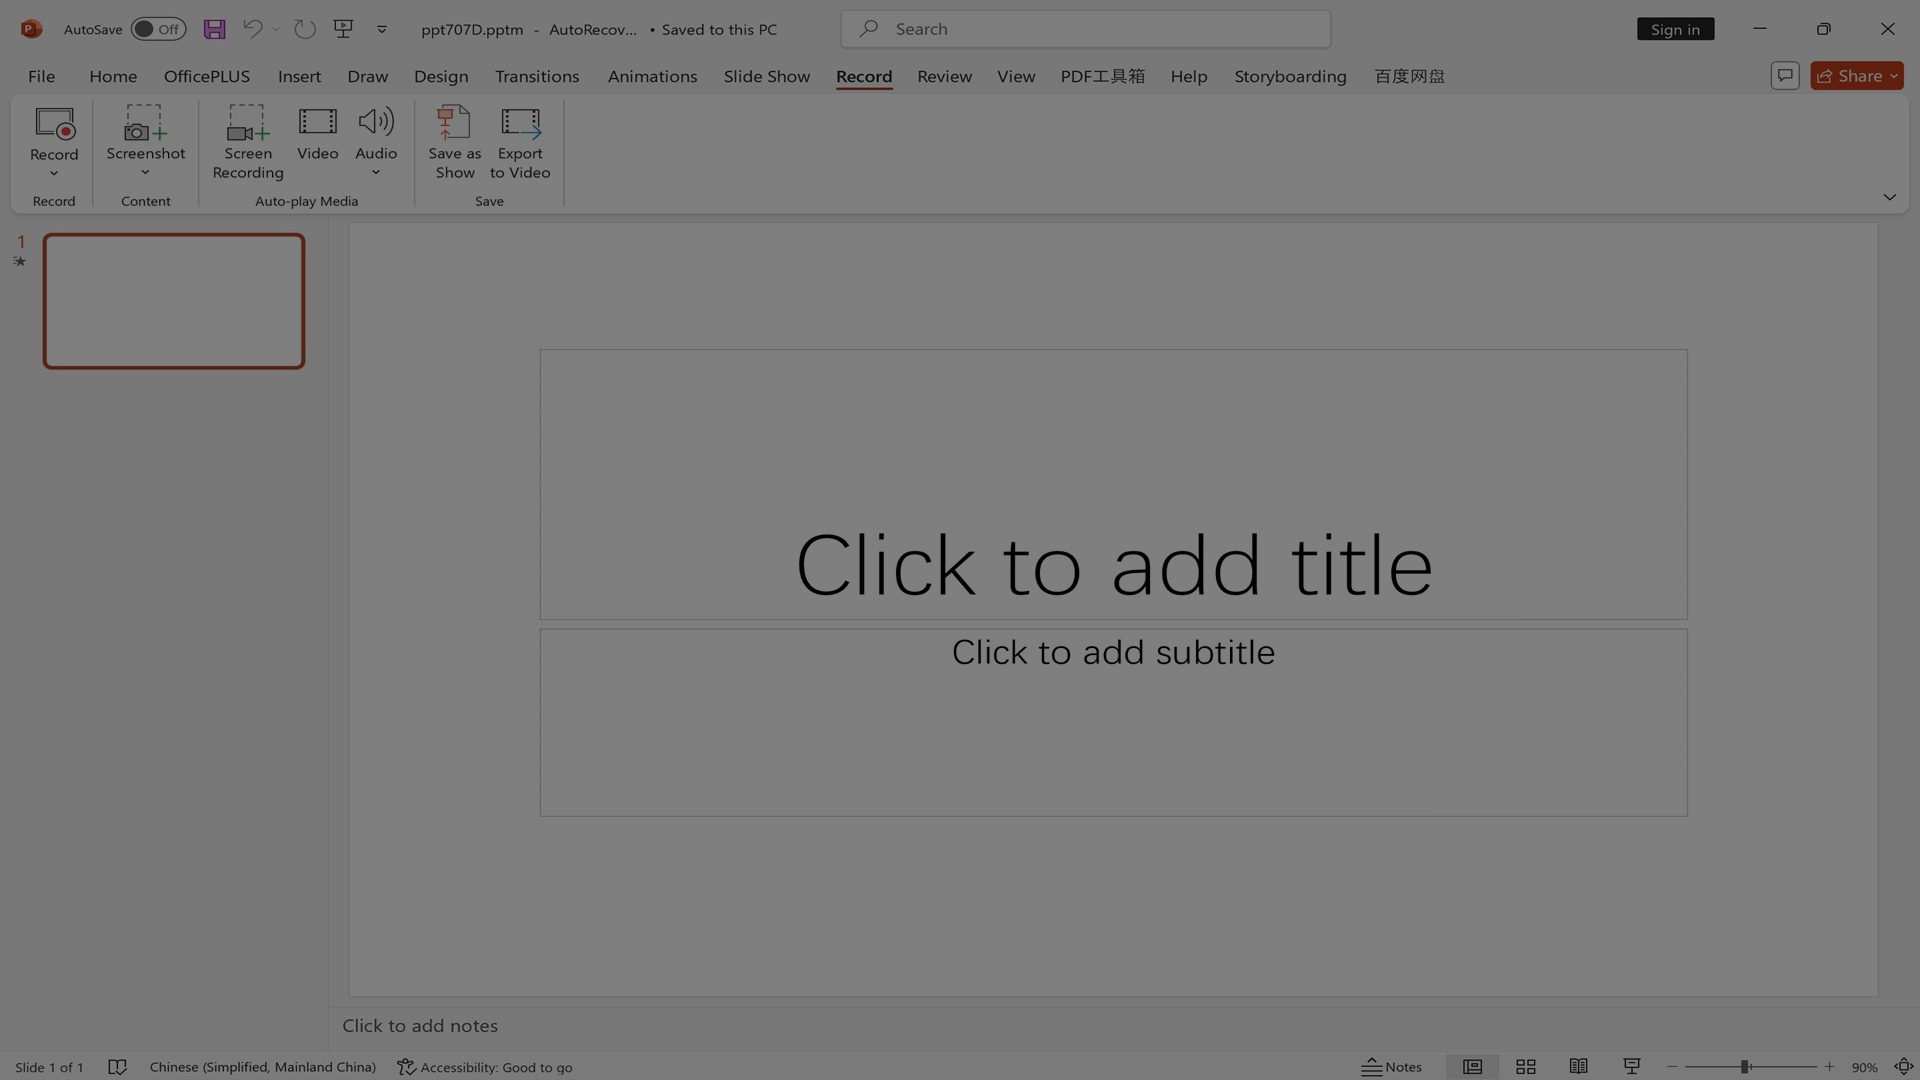 AutoSave Off ppt707D.pptm - AutoRecov... • Saved to this PC Search Sign in
File Home OfficePLUS Insert Draw Design Transitions Animations Slide Show Record Review View PDF工具箱 Help Storyboarding 百度网盘 Share
Record Screenshot Screen Video Audio Save as Export
Recording Show to Video
Record Content Auto-play Media Save
1
Click to add title
Click to add subtitle
Click to add notes
Slide 1 of 1 Chinese (Simplified, Mainland China) Accessibility: Good to go Notes 90%